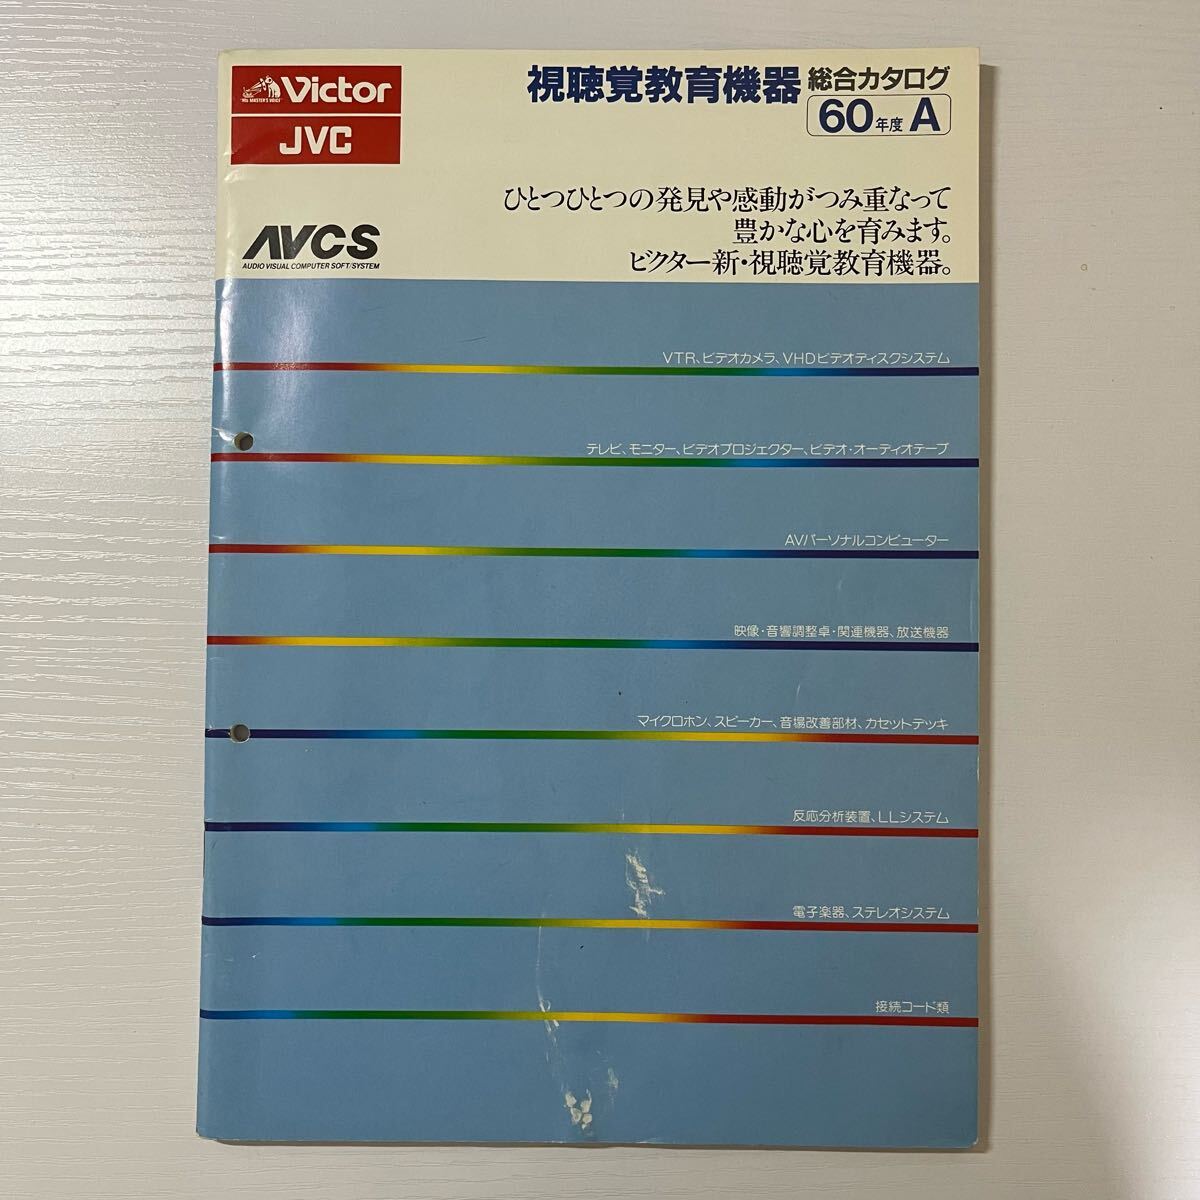 "HIS MASTER'S VOICE"
Victor
JVC
視聴覚教育機器 総合カタログ
60年度 A
ひとつひとつの発見や感動がつみ重なって
豊かな心を育みます。
ビクター新・視聴覚教育機器。
AVCS
AUDIO VISUAL COMPUTER SOFT/SYSTEM
VTR、ビデオカメラ、VHDビデオディスクシステム
テレビ、モニター、ビデオプロジェクター、ビデオ・オーディオテープ
AVパーソナルコンピューター
映像・音響調整卓・関連機器、放送機器
マイクロホン、スピーカー、音場改善部材、カセットデッキ
反応分析装置、LLシステム
電子楽器、ステレオシステム
接続コード類